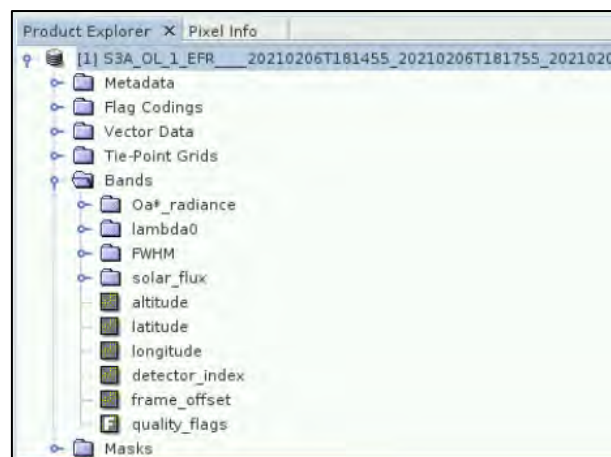 Product Explorer X Pixel Info
[1] S3A_OL_1_EFR____20210206T181455_20210206T181755_2021020
Metadata
Flag Codings
Vector Data
Tie-Point Grids
Bands
Oa*_radiance
lambda0
FWHM
solar_flux
altitude
latitude
longitude
detector_index
frame_offset
F quality_flags
Masks